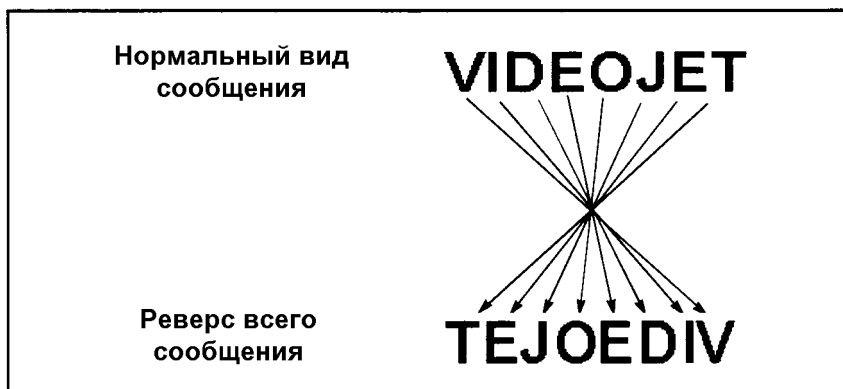 Нормальный вид
сообщения
VIDEOJET
Реверс всего
сообщения
TEJOEDIV